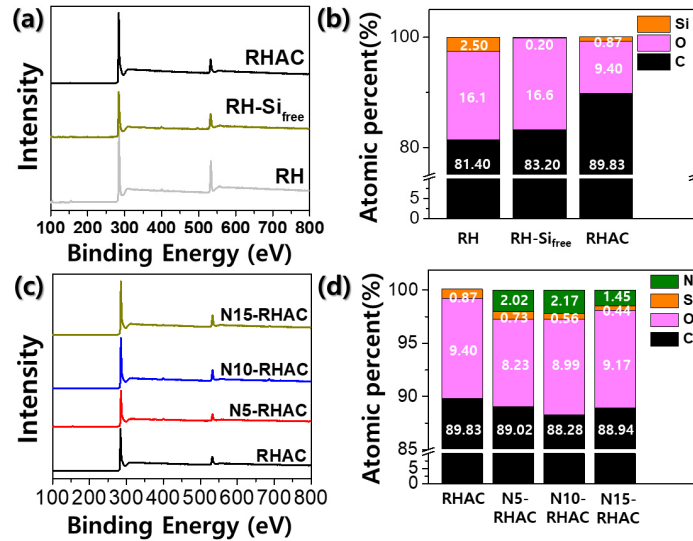 (a)
RHAC
RH-Sifree
RH
Intensity
100 200 300 400 500 600 700 800
Binding Energy (eV)
(b)
Si
O
C
Atomic percent(%)
100
80
5
0
2.50 0.20 0.87
16.1 16.6 9.40
81.40 83.20 89.83
RH RH-Sifree RHAC
(c)
N15-RHAC
N10-RHAC
N5-RHAC
RHAC
Intensity
100 200 300 400 500 600 700 800
Binding Energy (eV)
(d)
N
S
O
C
Atomic percent(%)
100
95
90
85
5
0
0.87 2.02 2.17 1.45
0.73 0.56 0.44
9.40 8.23 8.99 9.17
89.83 89.02 88.28 88.94
RHAC N5- N10- N15-
RHAC RHAC RHAC